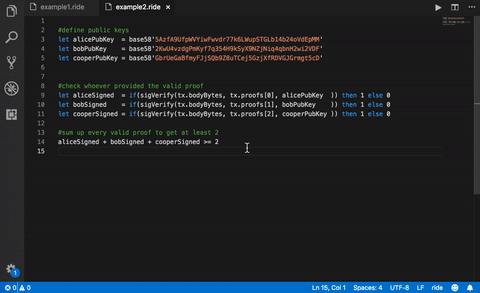 example1.ride
example2.ride
1
2 #define public keys
3 let alicePubKey = base58'5AzfA9UfpWVYiwFwvdr77k6LWupSTGLb14b24oVdEpMM'
4 let bobPubKey = base58'2KwU4vzdgPmKyf7q354H9kSyX9NZjNiq4qbnH2wi2VDF'
5 let cooperPubKey = base58'GbrUeGaBfmyFJjSQb9Z8uTCej5GzjXfRDVGJGrmgt5cD'
6
7
8 #check whoever provided the valid proof
9 let aliceSigned = if(sigVerify(tx.bodyBytes, tx.proofs[0], alicePubKey )) then 1 else 0
10 let bobSigned = if(sigVerify(tx.bodyBytes, tx.proofs[1], bobPubKey )) then 1 else 0
11 let cooperSigned = if(sigVerify(tx.bodyBytes, tx.proofs[2], cooperPubKey )) then 1 else 0
12
13 #sum up every valid proof to get at least 2
14 aliceSigned + bobSigned + cooperSigned >= 2
15
1
0 0 Ln 15, Col 1 Spaces: 4 UTF-8 LF ride